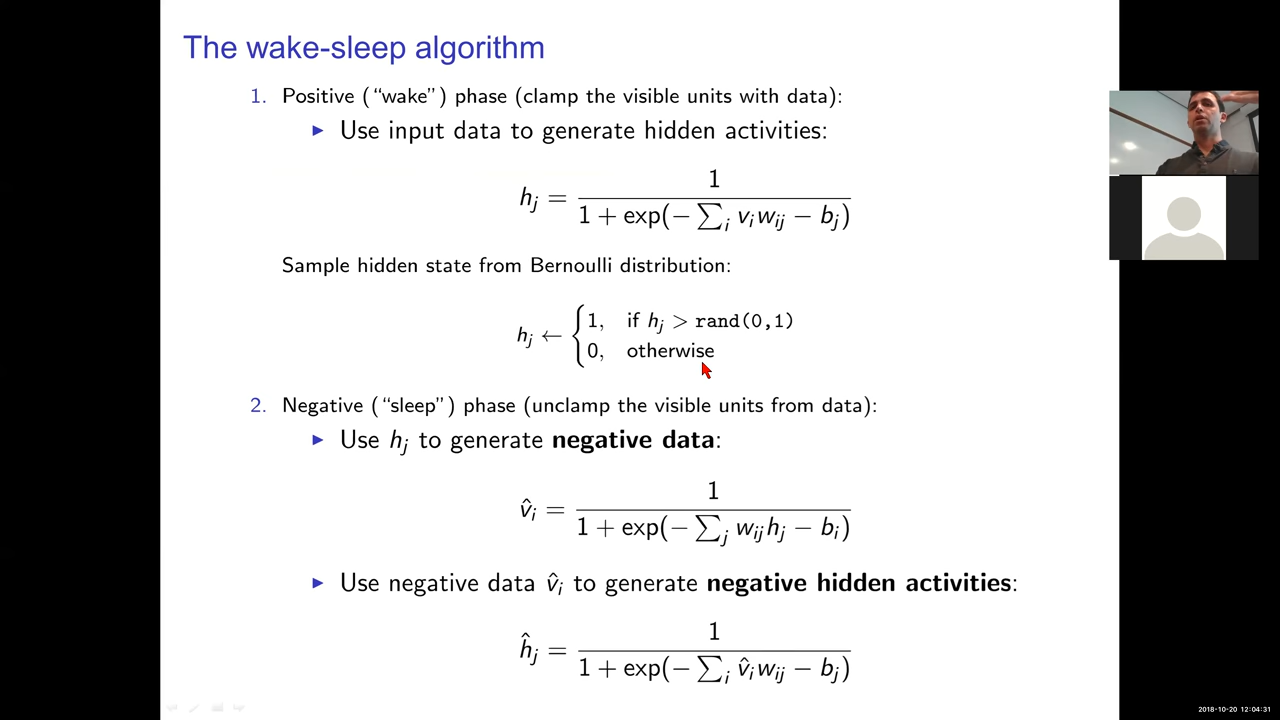 The wake-sleep algorithm
1. Positive (“wake”) phase (clamp the visible units with data):
▶ Use input data to generate hidden activities:
h_j = 1 / (1 + exp(− ∑_i v_i w_ij − b_j))
Sample hidden state from Bernoulli distribution:
h_j ← { 1, if h_j > rand(0,1)
0, otherwise
2. Negative (“sleep”) phase (unclamp the visible units from data):
▶ Use h_j to generate negative data:
v̂_i = 1 / (1 + exp(− ∑_j w_ij h_j − b_i))
▶ Use negative data v̂_i to generate negative hidden activities:
ĥ_j = 1 / (1 + exp(− ∑_i v̂_i w_ij − b_j))
2018-10-20 12:04:31